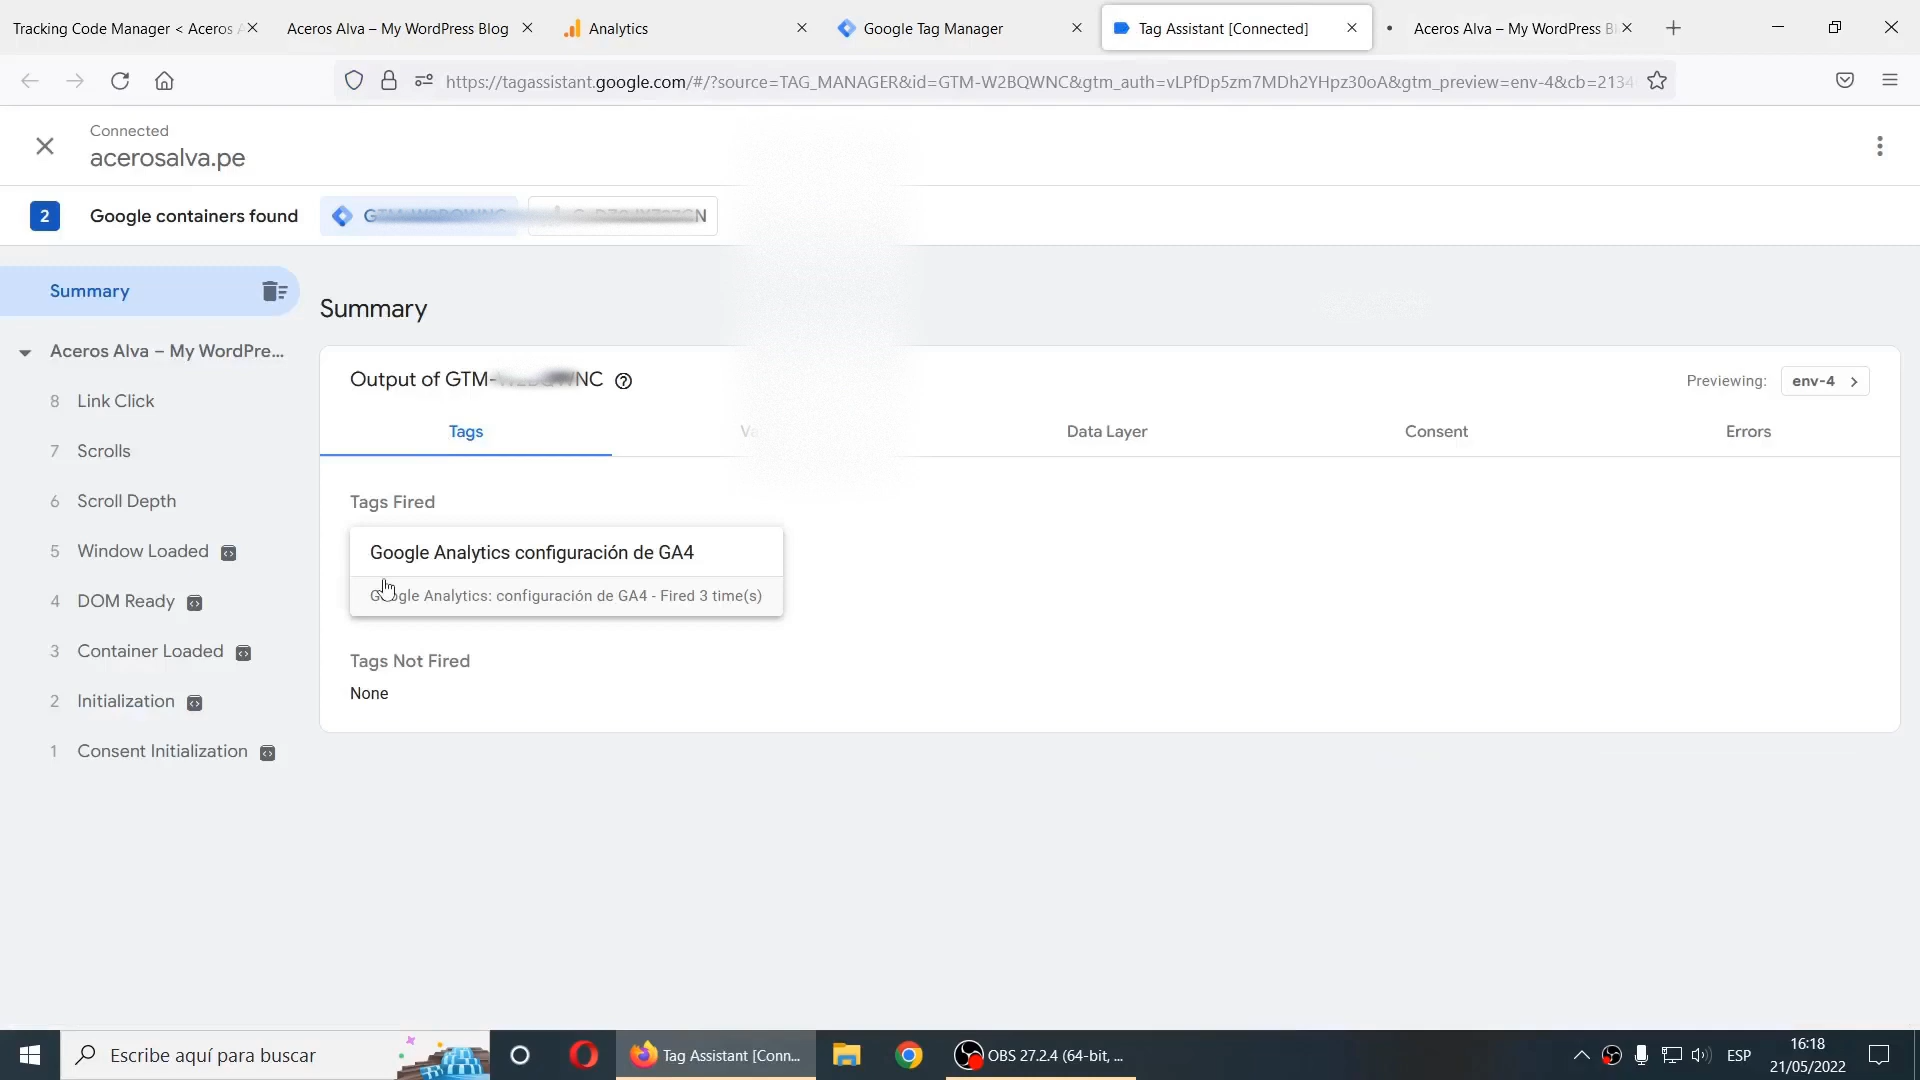 Tracking Code Manager < Aceros
Aceros Alva – My WordPress Blog
Analytics
Google Tag Manager
Tag Assistant [Connected]
Aceros Alva – My WordPress B
https://tagassistant.google.com/#/?source=TAG_MANAGER&id=GTM-W2BQWNC&gtm_auth=vLPfDp5zm7MDh2YHpz30oA&gtm_preview=env-4&cb=2134
Connected
acerosalva.pe
2 Google containers found
Summary
Summary
Aceros Alva – My WordPre...
Output of GTM- NC
Previewing: env-4
8 Link Click
Tags
Data Layer
Consent
Errors
7 Scrolls
6 Scroll Depth
Tags Fired
5 Window Loaded
Google Analytics configuración de GA4
4 DOM Ready
Google Analytics: configuración de GA4 - Fired 3 time(s)
3 Container Loaded
Tags Not Fired
None
2 Initialization
1 Consent Initialization
Escribe aquí para buscar
Tag Assistant [Conn...
OBS 27.2.4 (64-bit, ...
ESP
16:18
21/05/2022